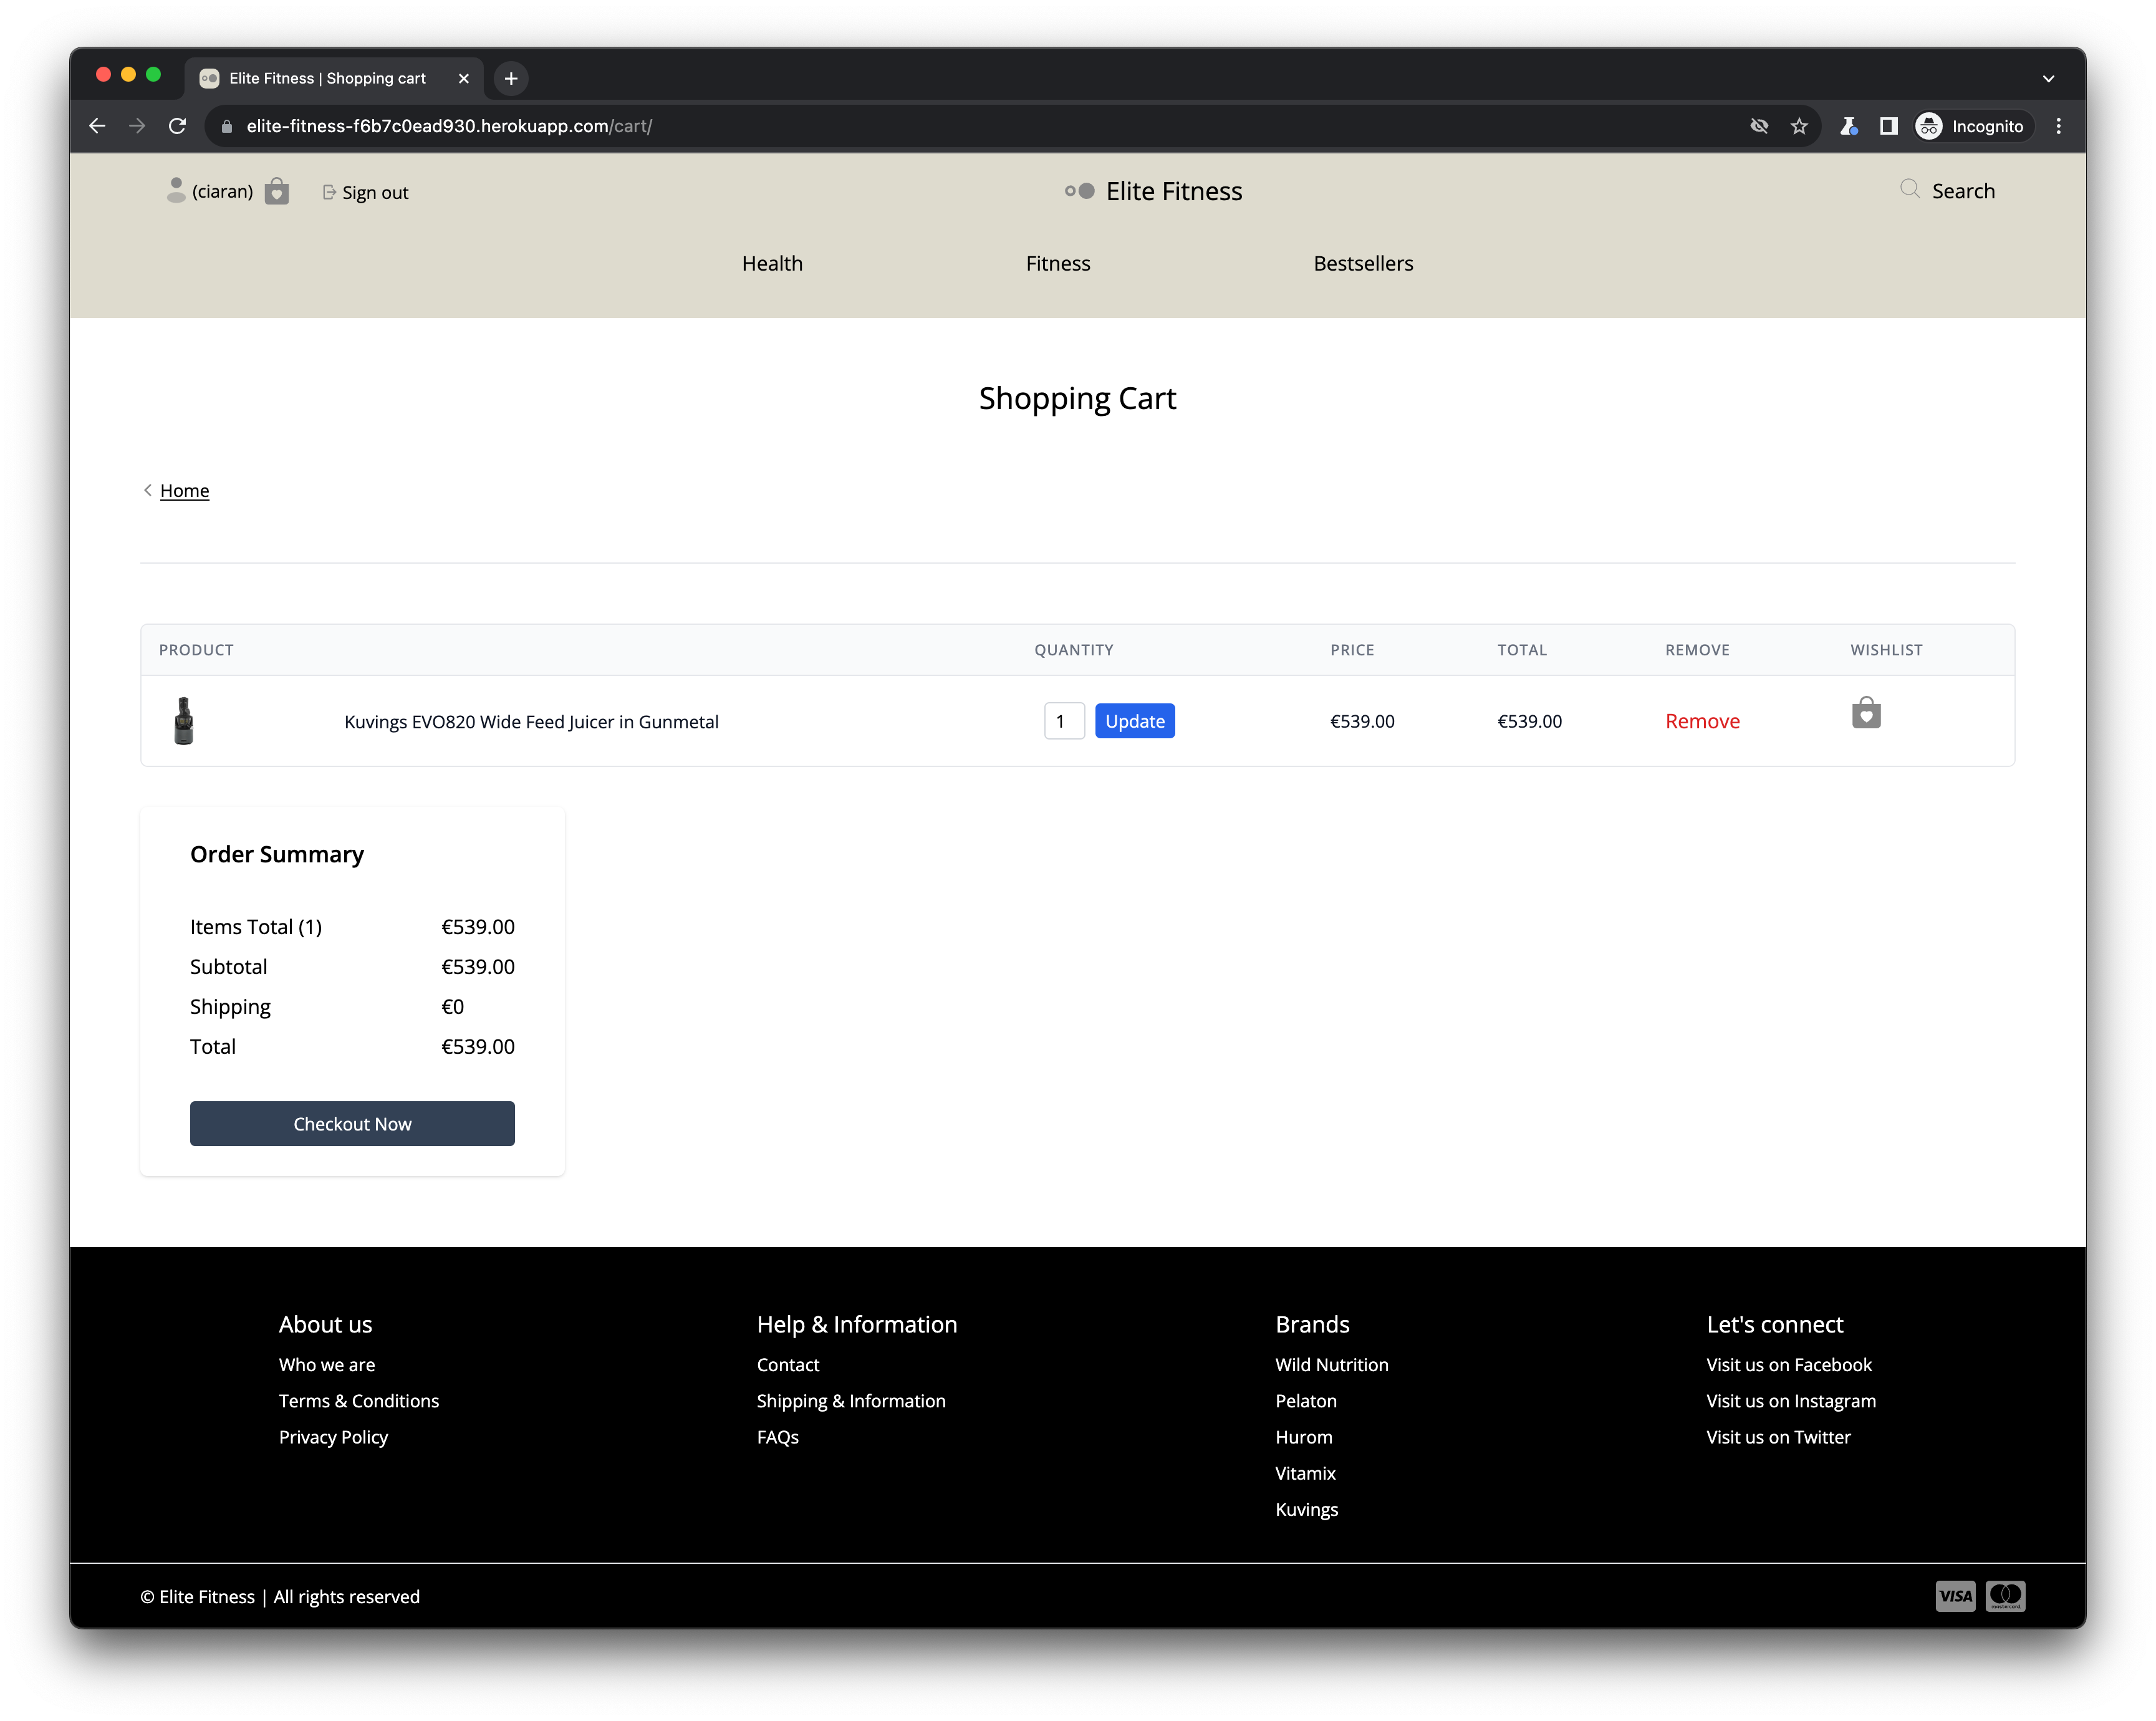 Elite Fitness | Shopping cart
elite-fitness-f6b7c0ead930.herokuapp.com/cart/
Incognito
(ciaran)
Sign out
Elite Fitness
Search
Health
Fitness
Bestsellers
Shopping Cart
Home
PRODUCT QUANTITY PRICE TOTAL REMOVE WISHLIST
Kuvings EVO820 Wide Feed Juicer in Gunmetal 1 Update €539.00 €539.00 Remove
Order Summary
Items Total (1) €539.00
Subtotal €539.00
Shipping €0
Total €539.00
Checkout Now
About us
Who we are
Terms & Conditions
Privacy Policy
Help & Information
Contact
Shipping & Information
FAQs
Brands
Wild Nutrition
Pelaton
Hurom
Vitamix
Kuvings
Let's connect
Visit us on Facebook
Visit us on Instagram
Visit us on Twitter
© Elite Fitness | All rights reserved
VISA
mastercard